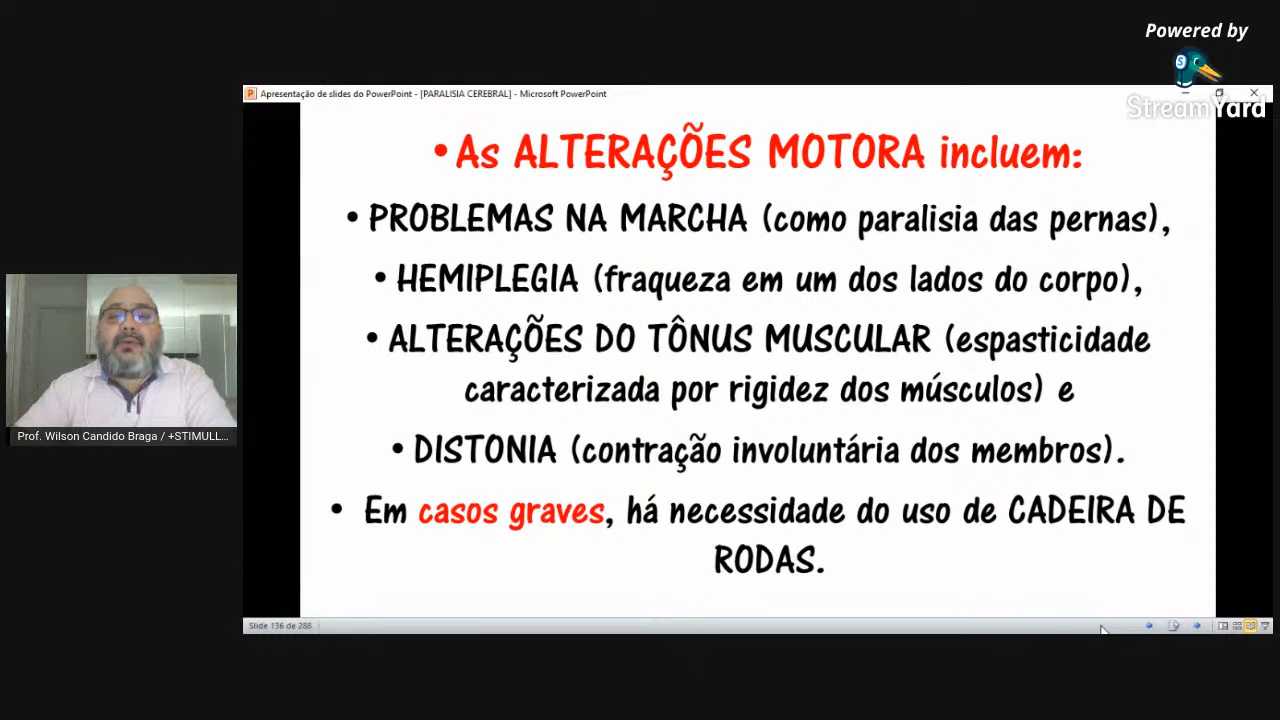 Powered by
StreamYard
Apresentação de slides do PowerPoint - [PARALISIA CEREBRAL] - Microsoft PowerPoint
•As ALTERAÇÕES MOTORA incluem:
• PROBLEMAS NA MARCHA (como paralisia das pernas),
• HEMIPLEGIA (fraqueza em um dos lados do corpo),
• ALTERAÇÕES DO TÔNUS MUSCULAR (espasticidade
caracterizada por rigidez dos músculos) e
• DISTONIA (contração involuntária dos membros).
• Em casos graves, há necessidade do uso de CADEIRA DE
RODAS.
Prof. Wilson Candido Braga / +STIMULL...
Slide 136 de 288